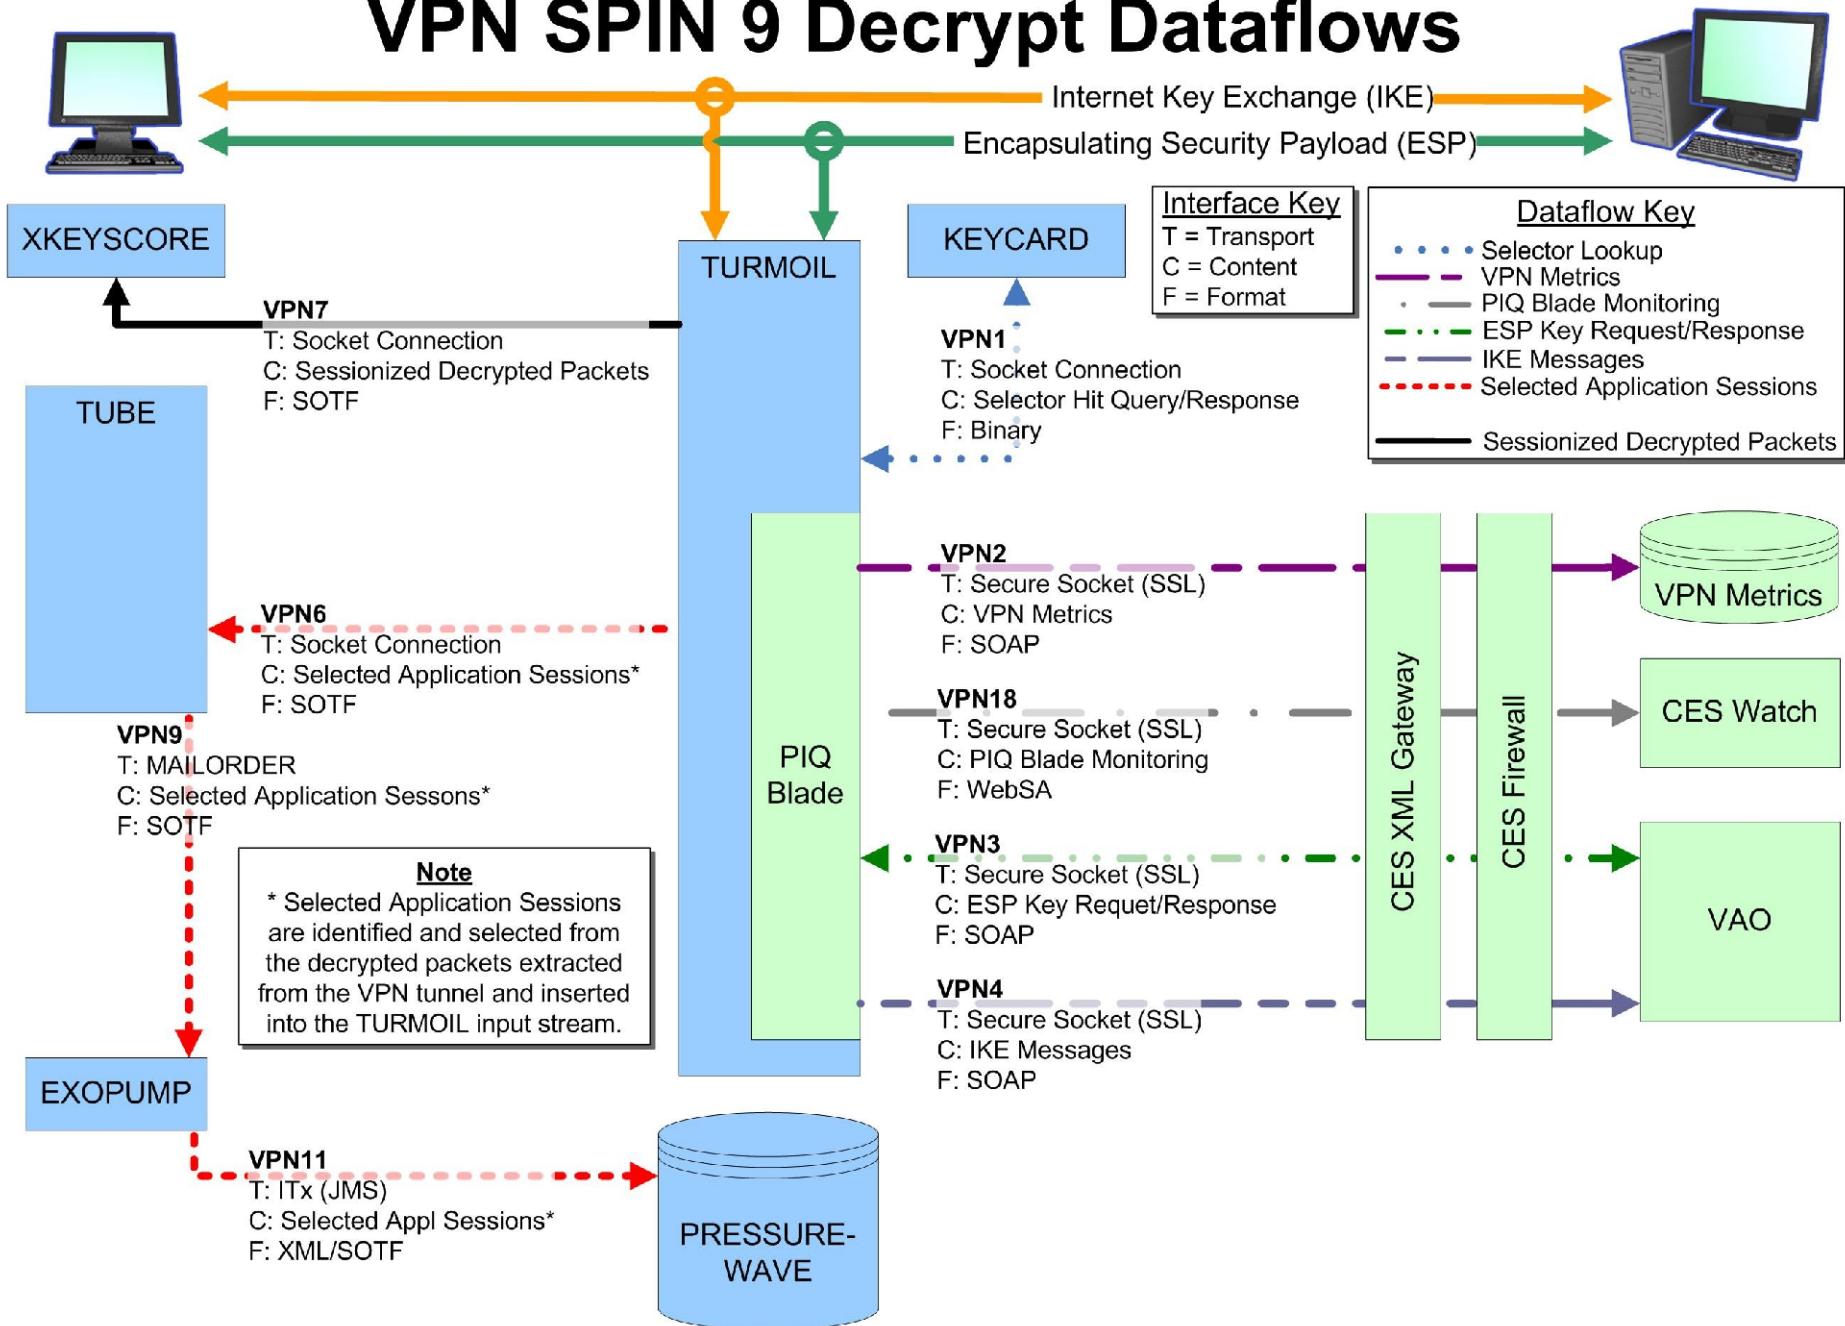 VPN SPIN 9 Decrypt Dataflows
Internet Key Exchange (IKE)
Encapsulating Security Payload (ESP)
XKEYSCORE
TURMOIL
KEYCARD
Interface Key
T = Transport
C = Content
F = Format
Dataflow Key
Selector Lookup
VPN Metrics
PIQ Blade Monitoring
ESP Key Request/Response
IKE Messages
Selected Application Sessions
Sessionized Decrypted Packets
VPN7
T: Socket Connection
C: Sessionized Decrypted Packets
F: SOTF
VPN1
T: Socket Connection
C: Selector Hit Query/Response
F: Binary
TUBE
VPN6
T: Socket Connection
C: Selected Application Sessions*
F: SOTF
VPN2
T: Secure Socket (SSL)
C: VPN Metrics
F: SOAP
VPN Metrics
VPN18
T: Secure Socket (SSL)
C: PIQ Blade Monitoring
F: WebSA
CES Watch
PIQ
Blade
CES XML Gateway
CES Firewall
VPN9
T: MAILORDER
C: Selected Application Sessons*
F: SOTF
VPN3
T: Secure Socket (SSL)
C: ESP Key Requet/Response
F: SOAP
VAO
Note
* Selected Application Sessions
are identified and selected from
the decrypted packets extracted
from the VPN tunnel and inserted
into the TURMOIL input stream.
VPN4
T: Secure Socket (SSL)
C: IKE Messages
F: SOAP
EXOPUMP
VPN11
T: ITx (JMS)
C: Selected Appl Sessions*
F: XML/SOTF
PRESSURE-
WAVE